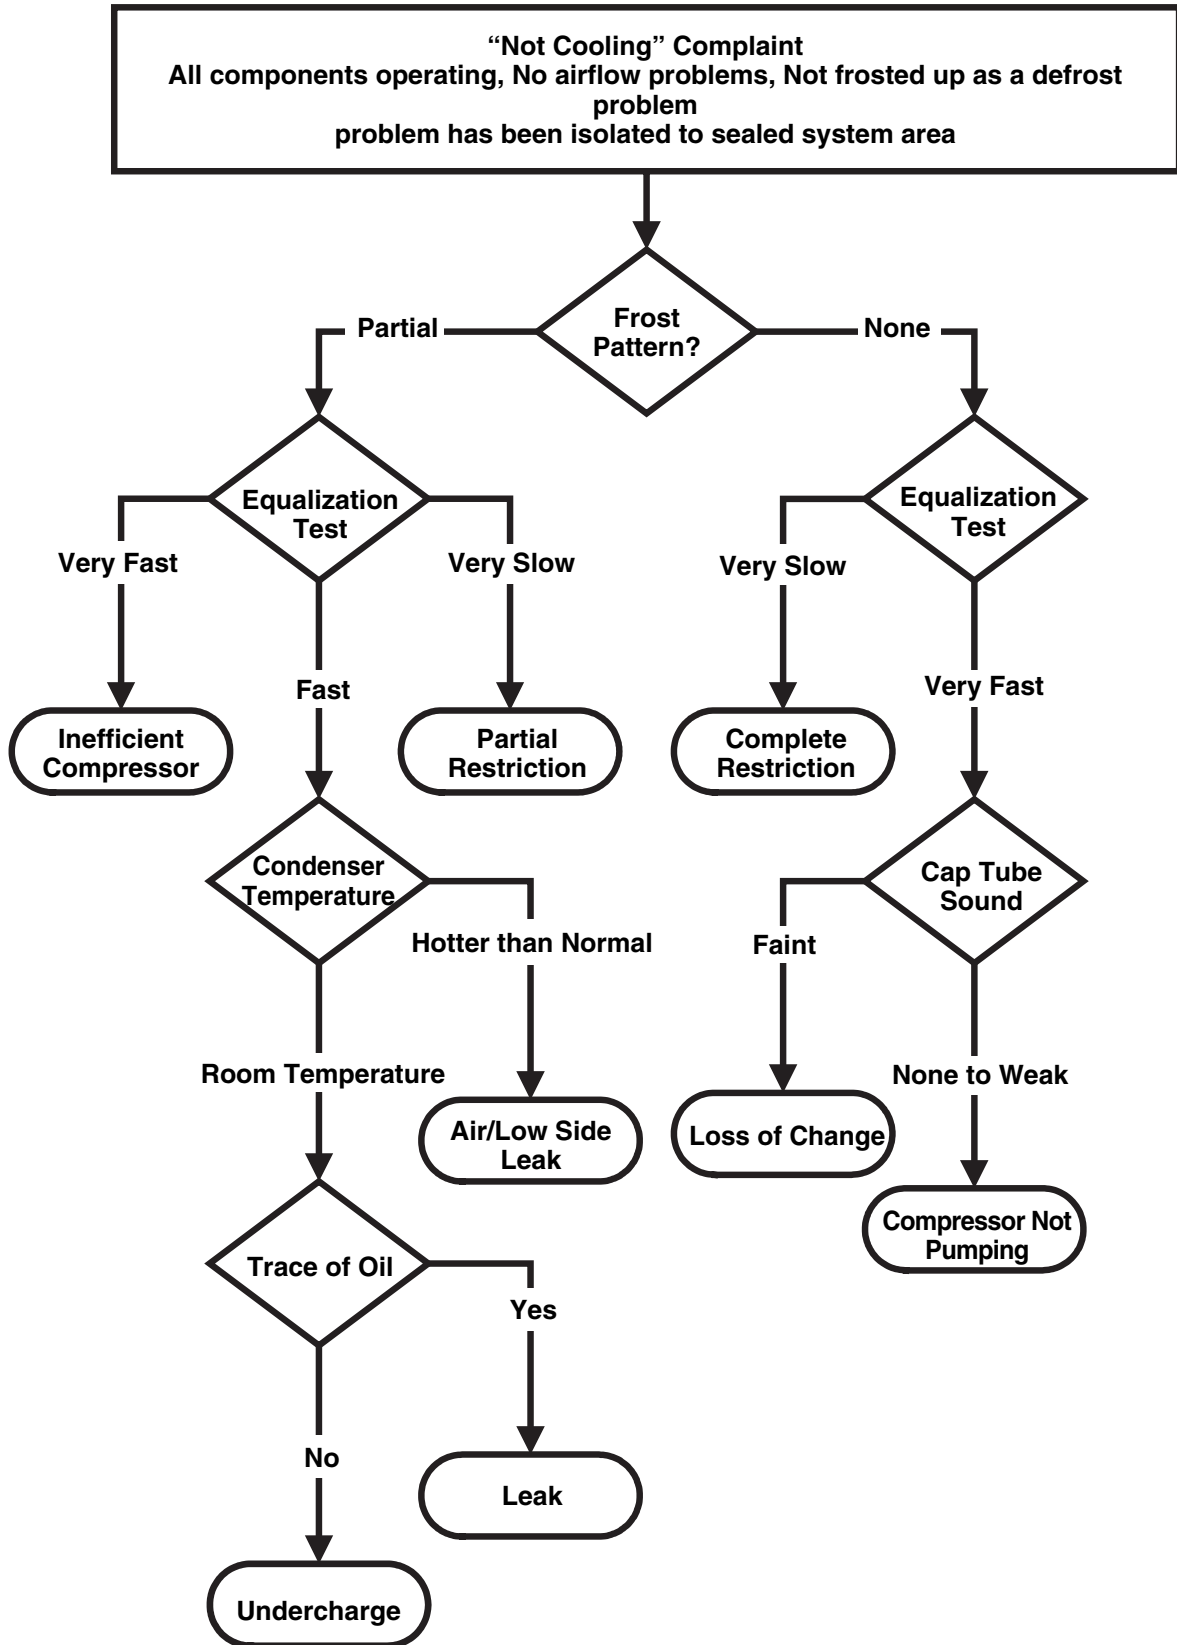 “Not Cooling” Complaint
All components operating, No airflow problems, Not frosted up as a defrost
problem
problem has been isolated to sealed system area
Frost
Pattern?
Partial
None
Equalization
Test
Equalization
Test
Very Fast
Very Slow
Very Slow
Fast
Very Fast
Inefficient
Compressor
Partial
Restriction
Complete
Restriction
Condenser
Temperature
Cap Tube
Sound
Hotter than Normal
Faint
Room Temperature
None to Weak
Air/Low Side
Leak
Loss of Change
Compressor Not
Pumping
Trace of Oil
Yes
No
Leak
Undercharge